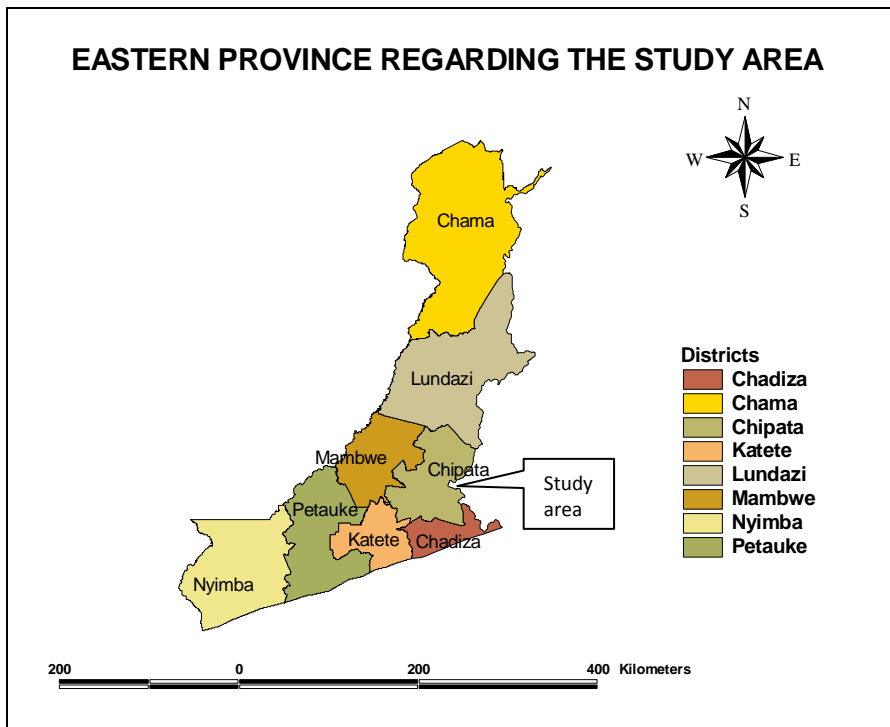 EASTERN PROVINCE REGARDING THE STUDY AREA
N
W E
S
Chama
Lundazi
Mambwe
Chipata
Study
area
Petauke
Katete
Chadiza
Nyimba
Districts
Chadiza
Chama
Chipata
Katete
Lundazi
Mambwe
Nyimba
Petauke
200 0 200 400 Kilometers